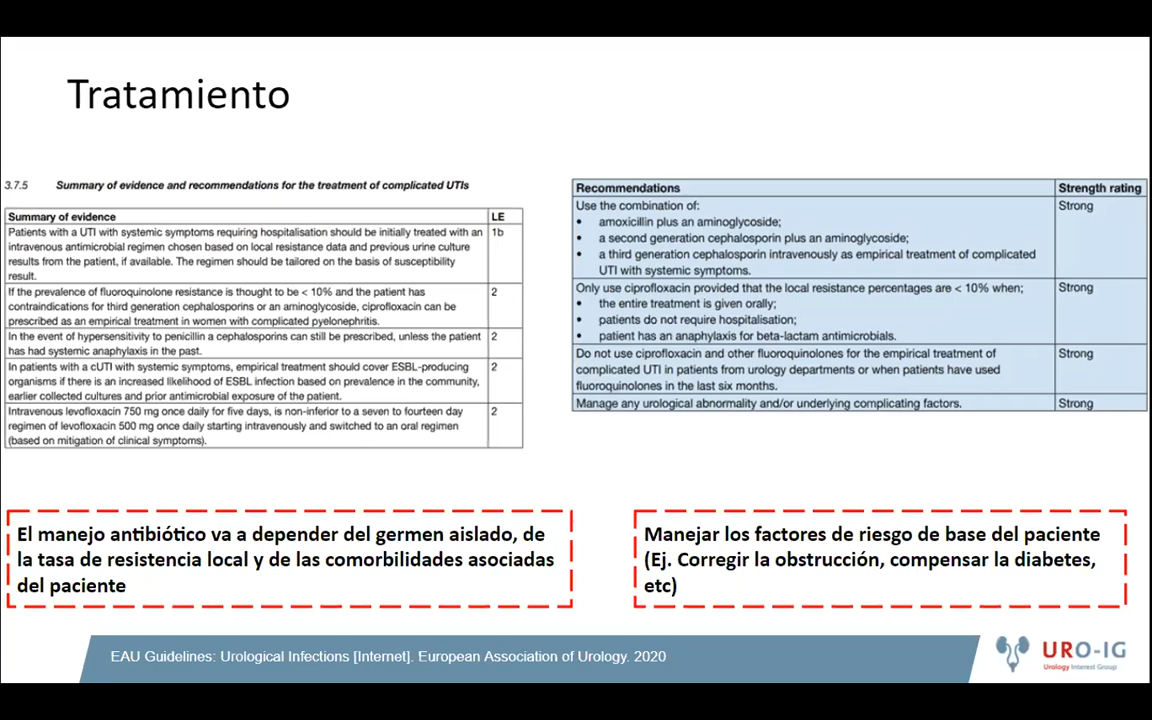 Tratamiento
3.7.5 Summary of evidence and recommendations for the treatment of complicated UTIs
Summary of evidence LE
Patients with a UTI with systemic symptoms requiring hospitalisation should be initially treated with an 1b
intravenous antimicrobial regimen chosen based on local resistance data and previous urine culture
results from the patient, if available. The regimen should be tailored on the basis of susceptibility
result.
If the prevalence of fluoroquinolone resistance is thought to be < 10% and the patient has 2
contraindications for third generation cephalosporins or an aminoglycoside, ciprofloxacin can be
prescribed as an empirical treatment in women with complicated pyelonephritis.
In the event of hypersensitivity to penicillin a cephalosporins can still be prescribed, unless the patient 2
has had systemic anaphylaxis in the past.
In patients with a cUTI with systemic symptoms, empirical treatment should cover ESBL-producing 2
organisms if there is an increased likelihood of ESBL infection based on prevalence in the community,
earlier collected cultures and prior antimicrobial exposure of the patient.
Intravenous levofloxacin 750 mg once daily for five days, is non-inferior to a seven to fourteen day 2
regimen of levofloxacin 500 mg once daily starting intravenously and switched to an oral regimen
(based on mitigation of clinical symptoms).
Recommendations Strength rating
Use the combination of: Strong
• amoxicillin plus an aminoglycoside;
• a second generation cephalosporin plus an aminoglycoside;
• a third generation cephalosporin intravenously as empirical treatment of complicated
UTI with systemic symptoms.
Only use ciprofloxacin provided that the local resistance percentages are < 10% when; Strong
• the entire treatment is given orally;
• patients do not require hospitalisation;
• patient has an anaphylaxis for beta-lactam antimicrobials.
Do not use ciprofloxacin and other fluoroquinolones for the empirical treatment of Strong
complicated UTI in patients from urology departments or when patients have used
fluoroquinolones in the last six months.
Manage any urological abnormality and/or underlying complicating factors. Strong
El manejo antibiótico va a depender del germen aislado, de
la tasa de resistencia local y de las comorbilidades asociadas
del paciente
Manejar los factores de riesgo de base del paciente
(Ej. Corregir la obstrucción, compensar la diabetes,
etc)
EAU Guidelines: Urological Infections [Internet]. European Association of Urology. 2020
URO-IG
Urology Interest Group